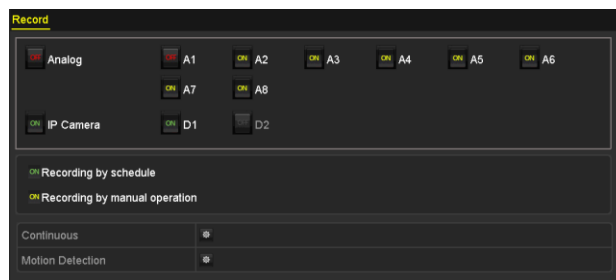 Record
OFF Analog OFF A1 ON A2 ON A3 ON A4 ON A5 ON A6
ON A7 ON A8
ON IP Camera ON D1 D2
ON Recording by schedule
ON Recording by manual operation
Continuous
Motion Detection